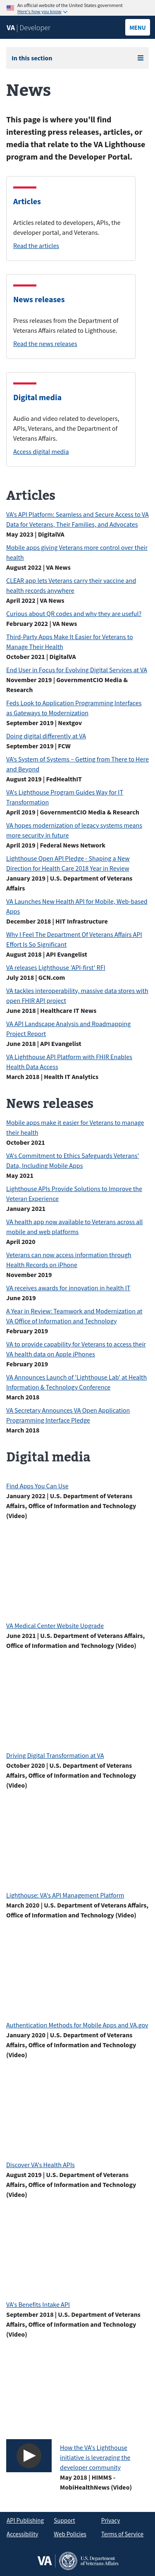 An official website of the United States government
Here's how you know
VA | Developer
MENU
In this section
News
This page is where you'll find
interesting press releases, articles, or
media that relate to the VA Lighthouse
program and the Developer Portal.
Articles
Articles related to developers, APIs, the
developer portal, and Veterans.
Read the articles
News releases
Press releases from the Department of
Veterans Affairs related to Lighthouse.
Read the news releases
Digital media
Audio and video related to developers,
APIs, Veterans, and the Department of
Veterans Affairs.
Access digital media
Articles
VA's API Platform: Seamless and Secure Access to VA
Data for Veterans, Their Families, and Advocates
May 2023 | DigitalVA
Mobile apps giving Veterans more control over their
health
August 2022 | VA News
CLEAR app lets Veterans carry their vaccine and
health records anywhere
April 2022 | VA News
Curious about QR codes and why they are useful?
February 2022 | VA News
Third-Party Apps Make It Easier for Veterans to
Manage Their Health
October 2021 | DigitalVA
End User in Focus for Evolving Digital Services at VA
November 2019 | GovernmentCIO Media &
Research
Feds Look to Application Programming Interfaces
as Gateways to Modernization
September 2019 | Nextgov
Doing digital differently at VA
September 2019 | FCW
VA's System of Systems – Getting from There to Here
and Beyond
August 2019 | FedHealthIT
VA's Lighthouse Program Guides Way for IT
Transformation
April 2019 | GovernmentCIO Media & Research
VA hopes modernization of legacy systems means
more security in future
April 2019 | Federal News Network
Lighthouse Open API Pledge - Shaping a New
Direction for Health Care 2018 Year in Review
January 2019 | U.S. Department of Veterans
Affairs
VA Launches New Health API for Mobile, Web-based
Apps
December 2018 | HIT Infrastructure
Why I Feel The Department Of Veterans Affairs API
Effort Is So Significant
August 2018 | API Evangelist
VA releases Lighthouse 'API-first' RFI
July 2018 | GCN.com
VA tackles interoperability, massive data stores with
open FHIR API project
June 2018 | Healthcare IT News
VA API Landscape Analysis and Roadmapping
Project Report
June 2018 | API Evangelist
VA Lighthouse API Platform with FHIR Enables
Health Data Access
March 2018 | Health IT Analytics
News releases
Mobile apps make it easier for Veterans to manage
their health
October 2021
VA's Commitment to Ethics Safeguards Veterans'
Data, Including Mobile Apps
May 2021
Lighthouse APIs Provide Solutions to Improve the
Veteran Experience
January 2021
VA health app now available to Veterans across all
mobile and web platforms
April 2020
Veterans can now access information through
Health Records on iPhone
November 2019
VA receives awards for innovation in health IT
June 2019
A Year in Review: Teamwork and Modernization at
VA Office of Information and Technology
February 2019
VA to provide capability for Veterans to access their
VA health data on Apple iPhones
February 2019
VA Announces Launch of 'Lighthouse Lab' at Health
Information & Technology Conference
March 2018
VA Secretary Announces VA Open Application
Programming Interface Pledge
March 2018
Digital media
Find Apps You Can Use
January 2022 | U.S. Department of Veterans
Affairs, Office of Information and Technology
(Video)
VA Medical Center Website Upgrade
June 2021 | U.S. Department of Veterans Affairs,
Office of Information and Technology (Video)
Driving Digital Transformation at VA
October 2020 | U.S. Department of Veterans
Affairs, Office of Information and Technology
(Video)
Lighthouse: VA's API Management Platform
March 2020 | U.S. Department of Veterans Affairs,
Office of Information and Technology (Video)
Authentication Methods for Mobile Apps and VA.gov
January 2020 | U.S. Department of Veterans
Affairs, Office of Information and Technology
(Video)
Discover VA's Health APIs
August 2019 | U.S. Department of Veterans
Affairs, Office of Information and Technology
(Video)
VA's Benefits Intake API
September 2018 | U.S. Department of Veterans
Affairs, Office of Information and Technology
(Video)
How the VA's Lighthouse
initiative is leveraging the
developer community
May 2018 | HIMMS -
MobiHealthNews (Video)
API Publishing Support Privacy
Accessibility Web Policies Terms of Service
VA | U.S. Department
of Veterans Affairs